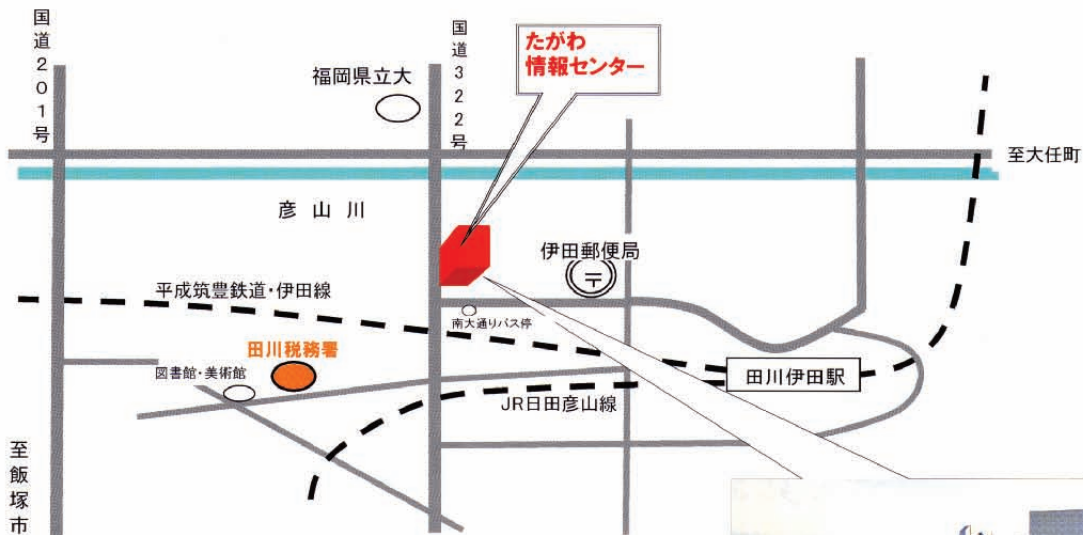 国道201号
国道322号
たがわ
情報センター
福岡県立大
至大任町
彦山川
伊田郵便局
〒
平成筑豊鉄道・伊田線
南大通りバス停
田川税務署
図書館・美術館
田川伊田駅
JR日田彦山線
至飯塚市